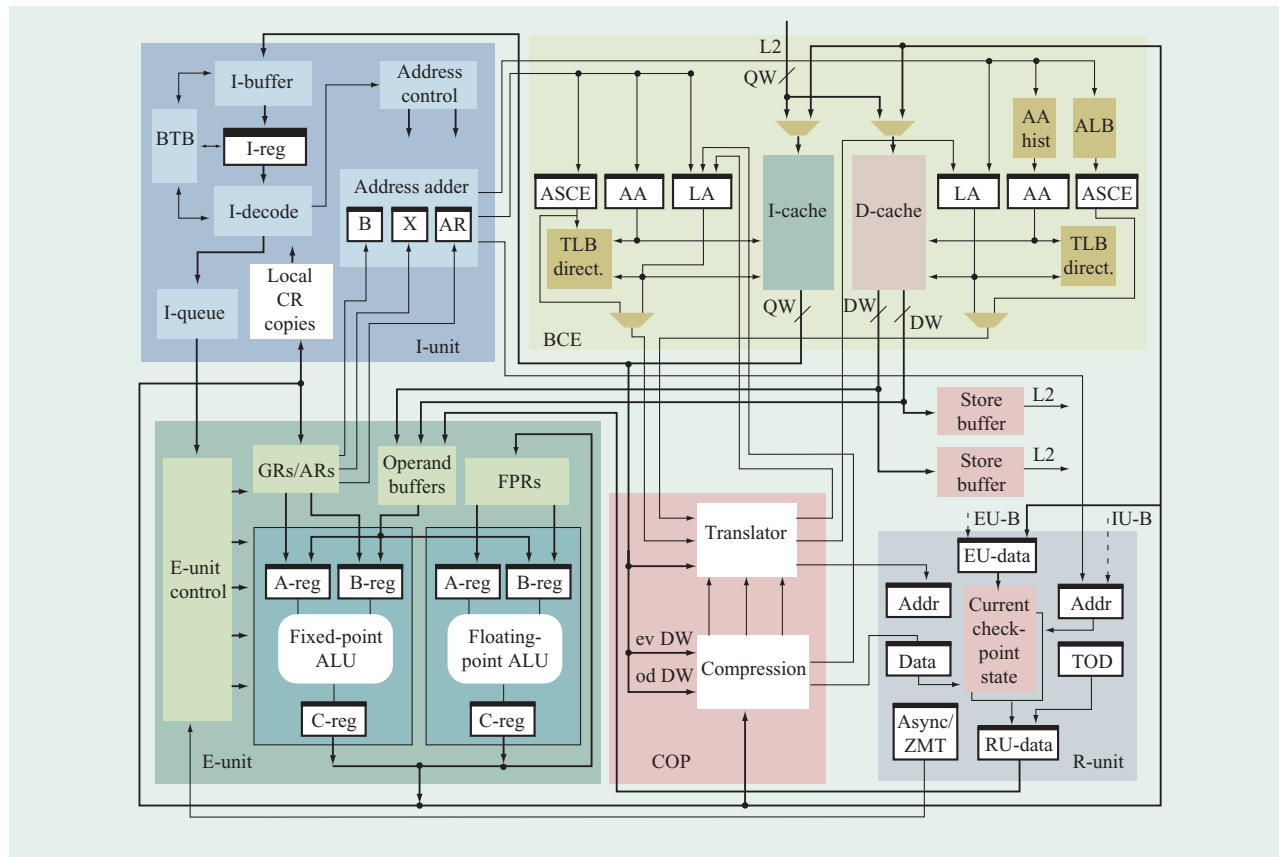 I-buffer
Address
control
BTB
I-reg
I-decode
Address adder
B
X
AR
I-queue
Local
CR
copies
I-unit
L2
QW
ASCE
AA
LA
TLB
direct.
I-cache
D-cache
AA
hist
ALB
LA
AA
ASCE
TLB
direct.
QW
DW
DW
BCE
Store
buffer
L2
Store
buffer
L2
GRs/ARs
Operand
buffers
FPRs
E-unit
control
A-reg
B-reg
Fixed-point
ALU
C-reg
A-reg
B-reg
Floating-
point ALU
C-reg
E-unit
Translator
ev DW
od DW
Compression
COP
EU-B
IU-B
EU-data
Addr
Current
check-
point
state
Addr
Data
TOD
Async/
ZMT
RU-data
R-unit